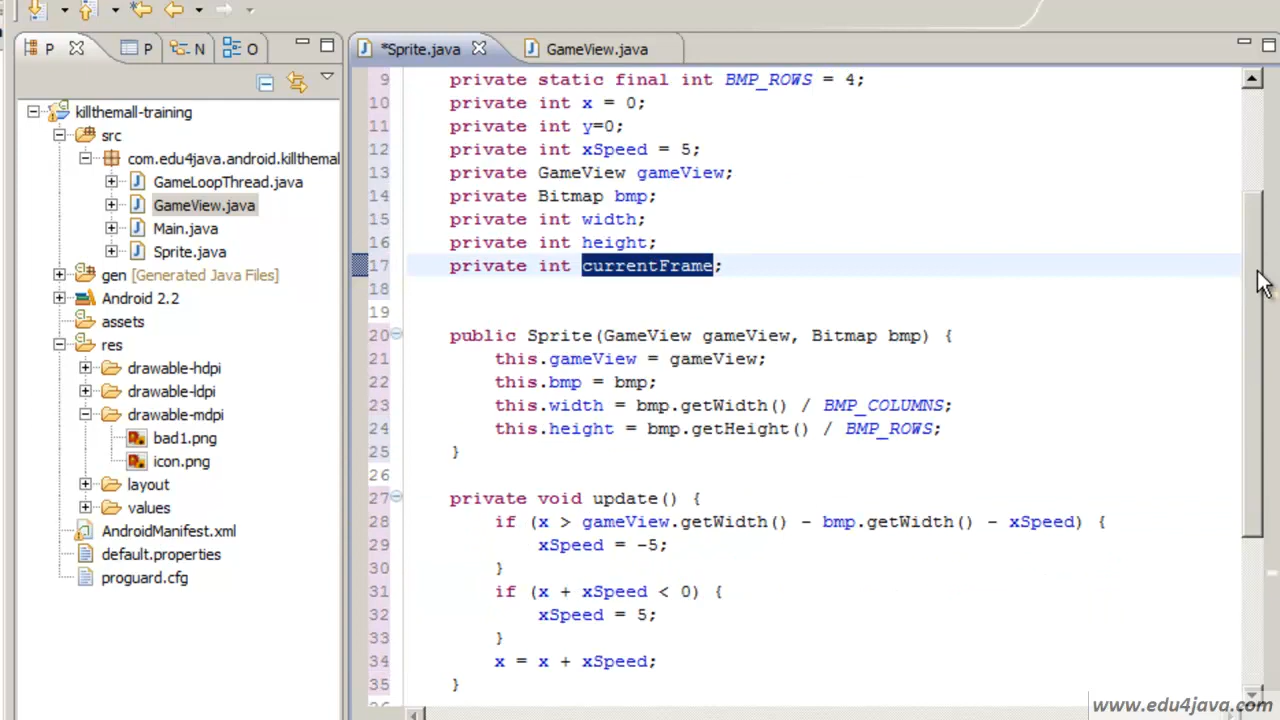 P P N O
*Sprite.java GameView.java
killthemall-training
src
com.edu4java.android.killthemal
GameLoopThread.java
GameView.java
Main.java
Sprite.java
gen [Generated Java Files]
Android 2.2
assets
res
drawable-hdpi
drawable-ldpi
drawable-mdpi
bad1.png
icon.png
layout
values
AndroidManifest.xml
default.properties
proguard.cfg
9 private static final int BMP_ROWS = 4;
10 private int x = 0;
11 private int y=0;
12 private int xSpeed = 5;
13 private GameView gameView;
14 private Bitmap bmp;
15 private int width;
16 private int height;
17 private int currentFrame;
18
19
20 public Sprite(GameView gameView, Bitmap bmp) {
21 this.gameView = gameView;
22 this.bmp = bmp;
23 this.width = bmp.getWidth() / BMP_COLUMNS;
24 this.height = bmp.getHeight() / BMP_ROWS;
25 }
26
27 private void update() {
28 if (x > gameView.getWidth() - bmp.getWidth() - xSpeed) {
29 xSpeed = -5;
30 }
31 if (x + xSpeed < 0) {
32 xSpeed = 5;
33 }
34 x = x + xSpeed;
35 }
www.edu4java.com